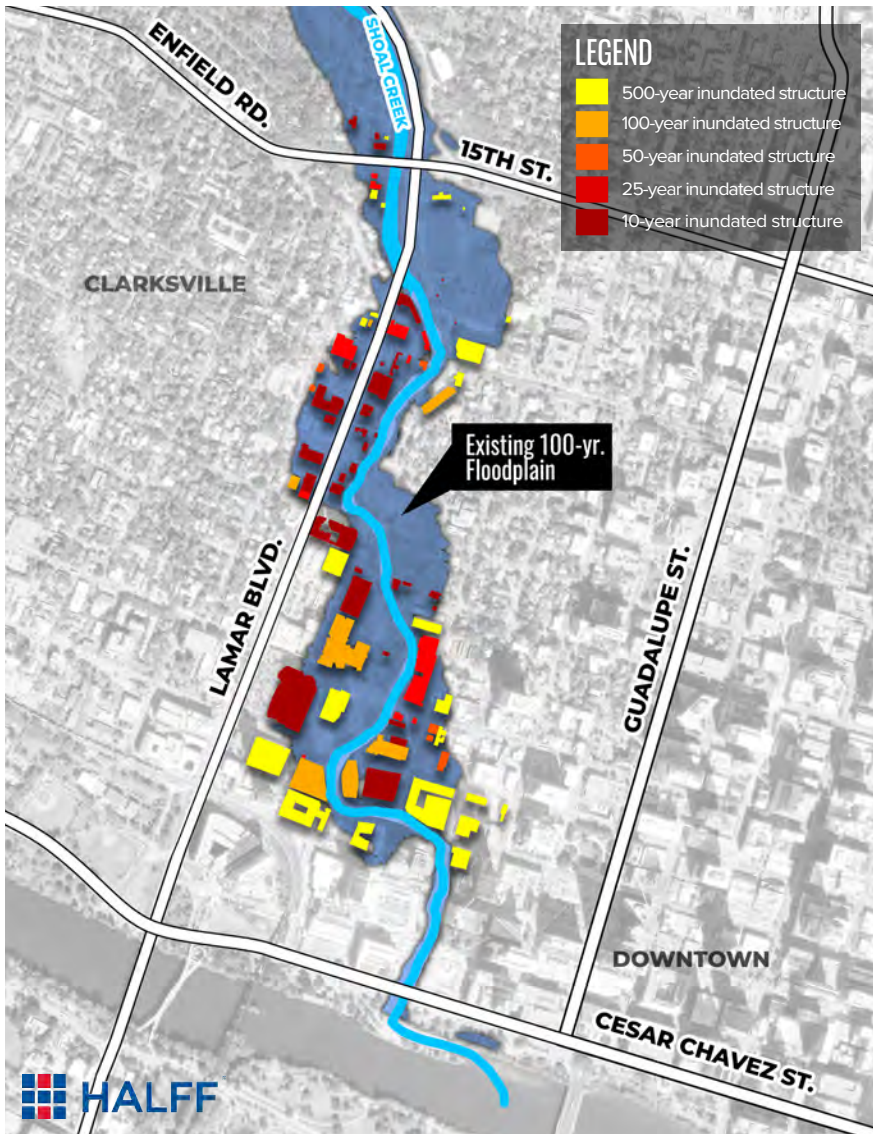 LEGEND
500-year inundated structure
100-year inundated structure
50-year inundated structure
25-year inundated structure
10-year inundated structure
SHOAL CREEK
ENFIELD RD.
15TH ST.
CLARKSVILLE
Existing 100-yr.
Floodplain
LAMAR BLVD.
GUADALUPE ST.
DOWNTOWN
CESAR CHAVEZ ST.
HALFF